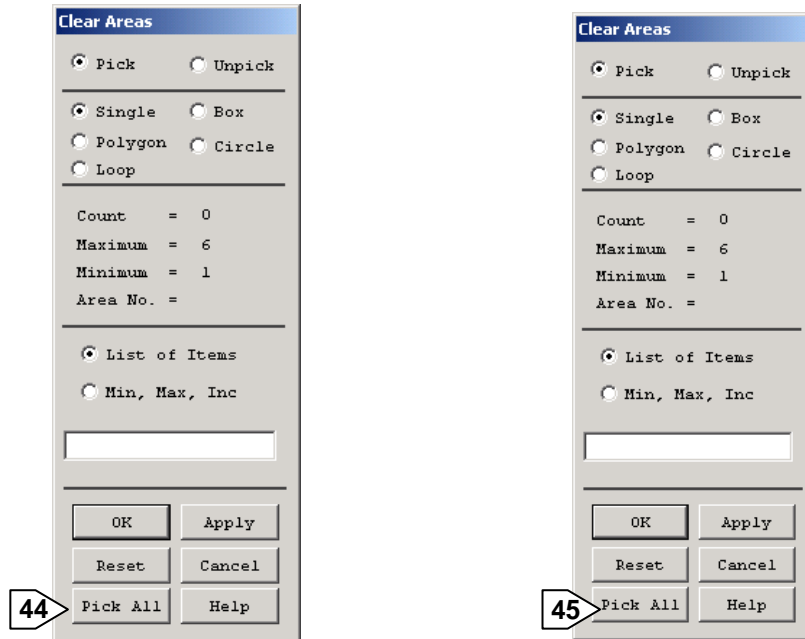 Clear Areas
Pick Unpick
Single Box
Polygon Circle
Loop
Count = 0
Maximum = 6
Minimum = 1
Area No. =
List of Items
Min, Max, Inc
OK Apply
Reset Cancel
44 Pick All Help
Clear Areas
Pick Unpick
Single Box
Polygon Circle
Loop
Count = 0
Maximum = 6
Minimum = 1
Area No. =
List of Items
Min, Max, Inc
OK Apply
Reset Cancel
45 Pick All Help